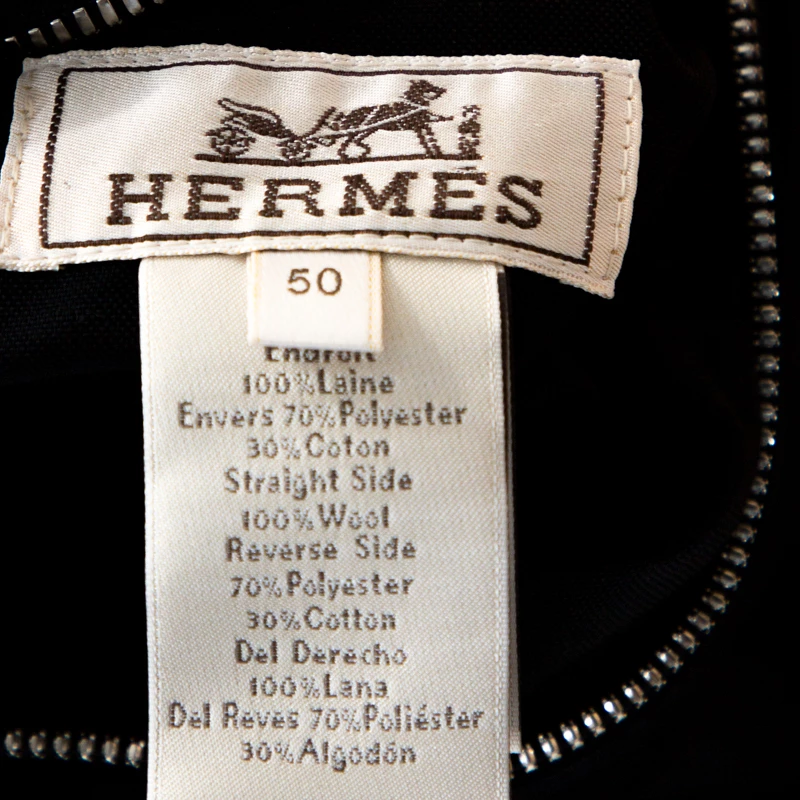 HERMÈS
50
Endroit
100%Laine
Envers 70%Polyester
30%Coton
Straight Side
100%Wool
Reverse Side
70%Polyester
30%Cotton
Del Derecho
100%Lana
Del Reves 70%Poliéster
30%Algodón